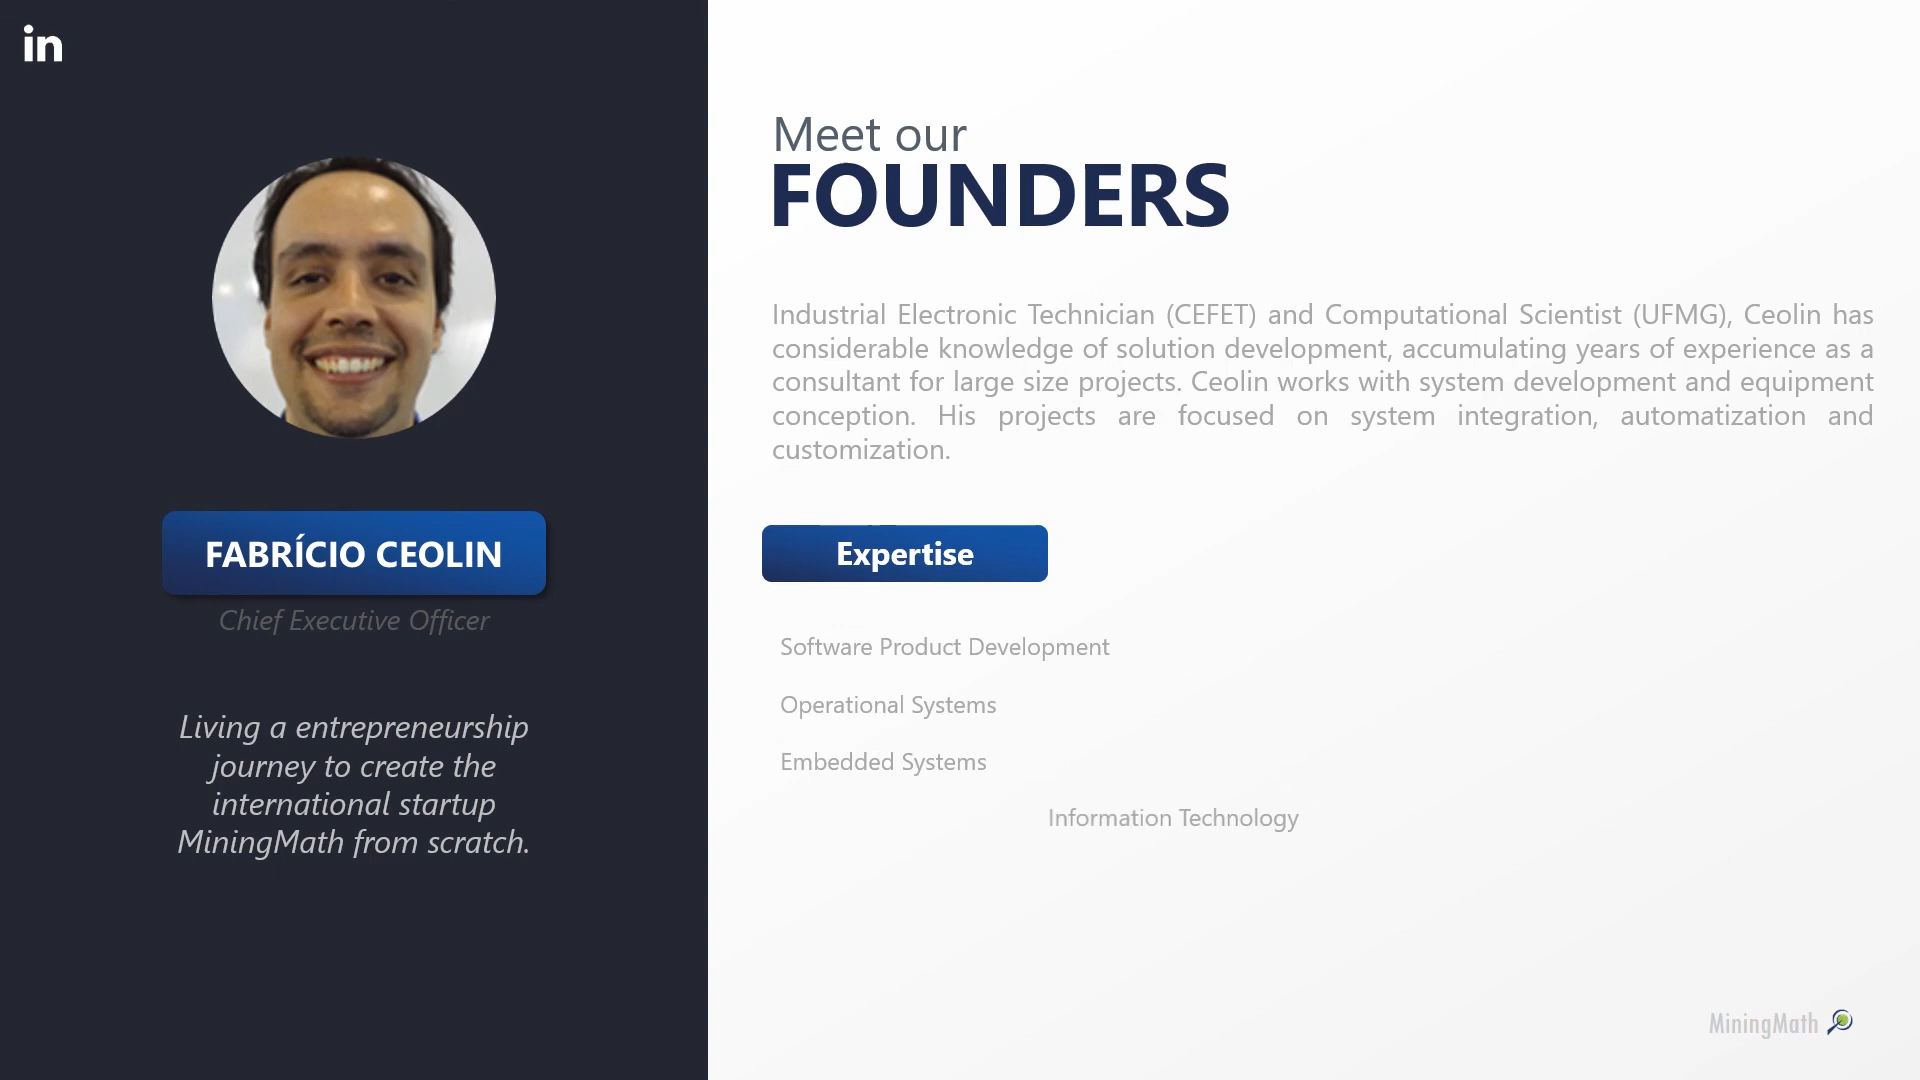 in
FABRÍCIO CEOLIN
Chief Executive Officer
Living a entrepreneurship
journey to create the
international startup
MiningMath from scratch.
Meet our
FOUNDERS
Industrial Electronic Technician (CEFET) and Computational Scientist (UFMG), Ceolin has
considerable knowledge of solution development, accumulating years of experience as a
consultant for large size projects. Ceolin works with system development and equipment
conception. His projects are focused on system integration, automatization and
customization.
Expertise
Software Product Development
Operational Systems
Embedded Systems
Information Technology
MiningMath